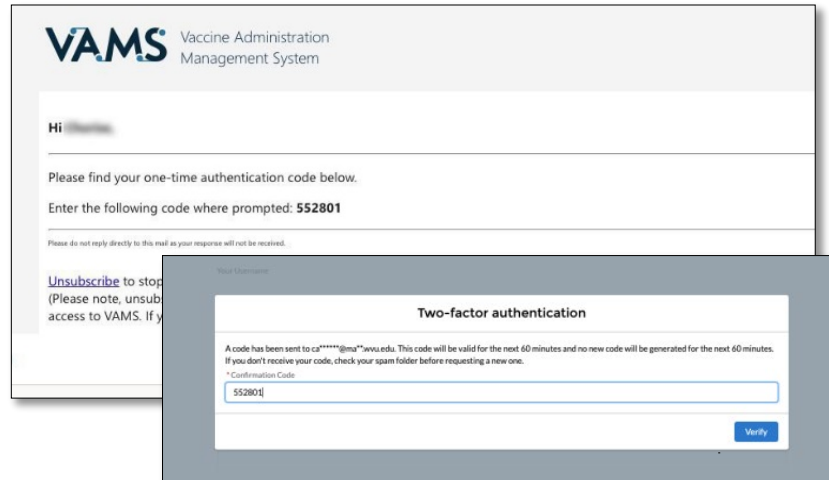 VAMS Vaccine Administration
Management System
Hi
Please find your one-time authentication code below.
Enter the following code where prompted: 552801
Please do not reply directly to this mail as your response will not be received.
Unsubscribe to stop
(Please note, unsub
access to VAMS. If y
Your Username
Two-factor authentication
A code has been sent to ca******@ma**.wvu.edu. This code will be valid for the next 60 minutes and no new code will be generated for the next 60 minutes.
If you don't receive your code, check your spam folder before requesting a new one.
* Confirmation Code
552801
Verify